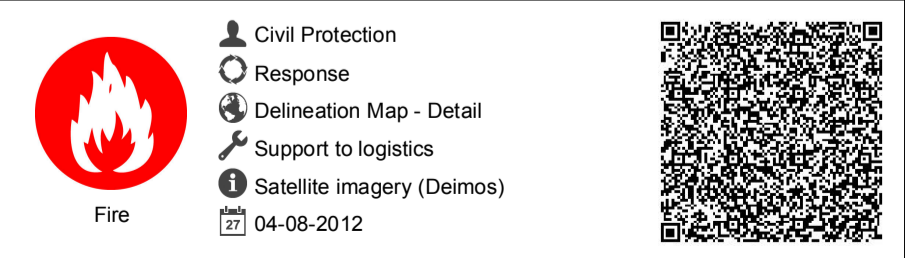 Civil Protection
Response
Delineation Map - Detail
Support to logistics
Satellite imagery (Deimos)
27 04-08-2012
Fire